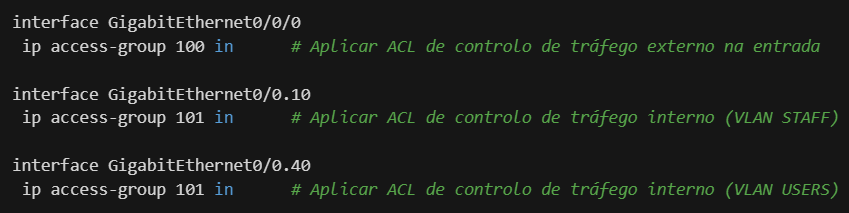 interface GigabitEthernet0/0/0
ip access-group 100 in # Aplicar ACL de controlo de tráfego externo na entrada
interface GigabitEthernet0/0.10
ip access-group 101 in # Aplicar ACL de controlo de tráfego interno (VLAN STAFF)
interface GigabitEthernet0/0.40
ip access-group 101 in # Aplicar ACL de controlo de tráfego interno (VLAN USERS)